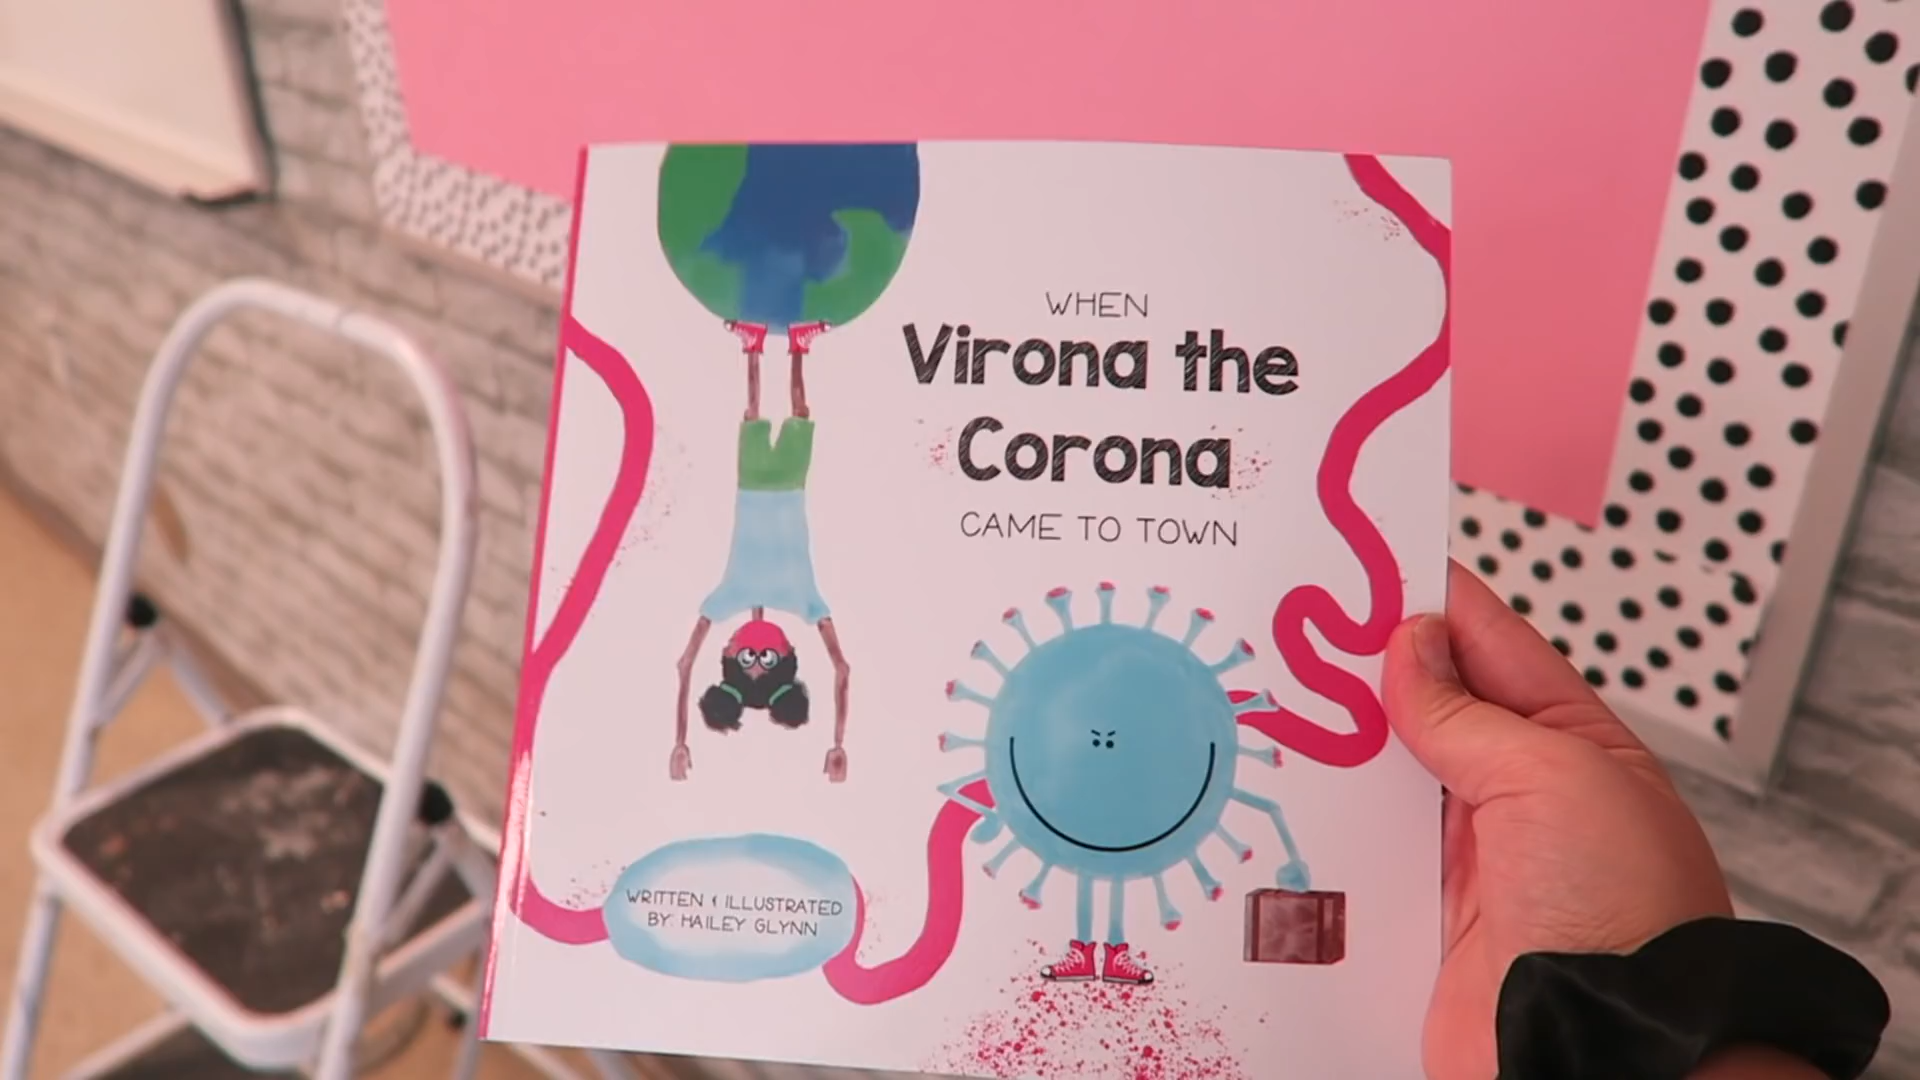 WHEN
Virona the
Corona
CAME TO TOWN
WRITTEN & ILLUSTRATED
BY: HAILEY GLYNN